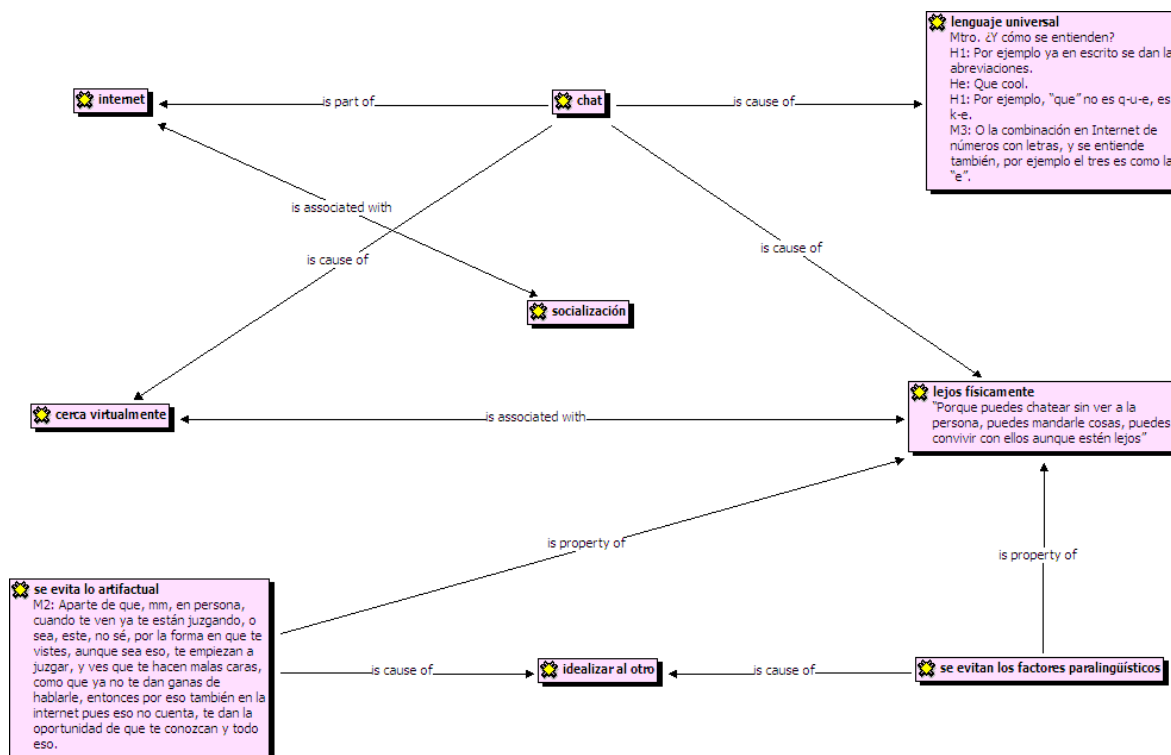 lenguaje universal
Mtro. ¿Y cómo se entienden?
H1: Por ejemplo ya en escrito se dan la
abreviaciones.
He: Que cool.
H1: Por ejemplo, “que” no es q-u-e, es
k-e.
M3: O la combinación en Internet de
números con letras, y se entiende
también, por ejemplo el tres es como la
“e”.
internet
is part of
chat
is cause of
is associated with
is cause of
is cause of
socialización
cerca virtualmente
is associated with
lejos físicamente
“Porque puedes chatear sin ver a la
persona, puedes mandarle cosas, puedes
convivir con ellos aunque estén lejos”
is property of
is property of
se evita lo artifactual
M2: Aparte de que, mm, en persona,
cuando te ven ya te están juzgando, o
sea, este, no sé, por la forma en que te
vistes, aunque sea eso, te empiezan a
juzgar, y ves que te hacen malas caras,
como que ya no te dan ganas de
hablarle, entonces por eso también en la
internet pues eso no cuenta, te dan la
oportunidad de que te conozcan y todo
eso.
is cause of
idealizar al otro
is cause of
se evitan los factores paralingüísticos